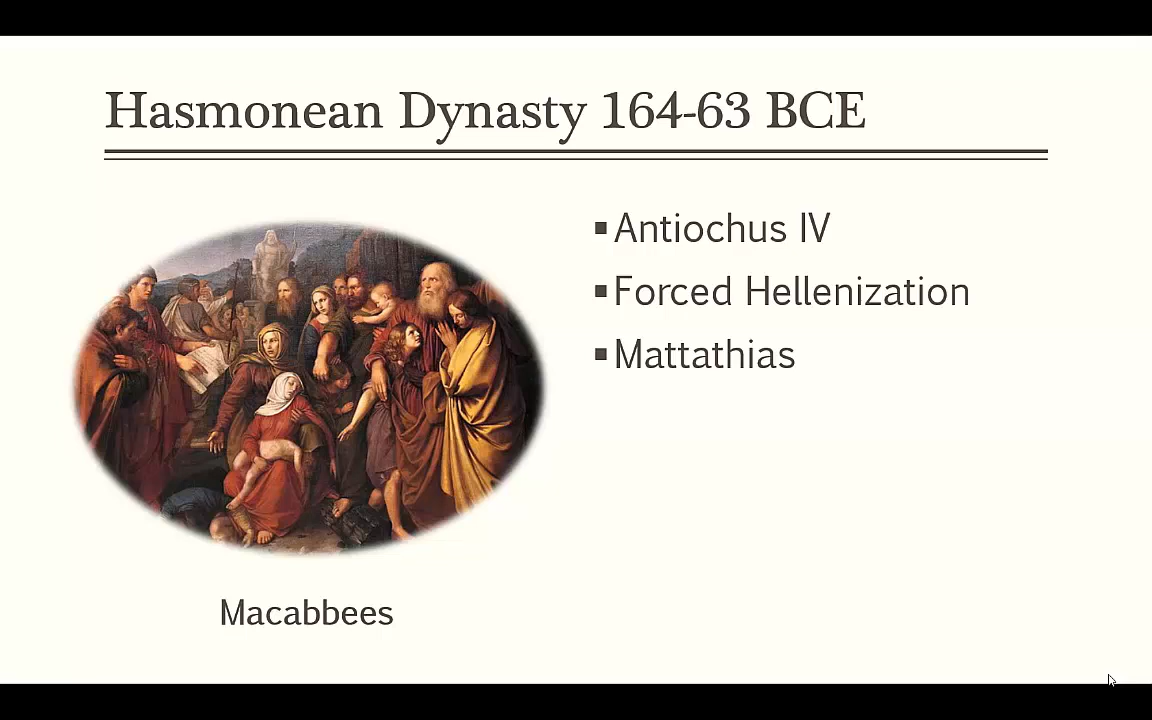 Hasmonean Dynasty 164-63 BCE
▪Antiochus IV
▪Forced Hellenization
▪Mattathias
Macabbees